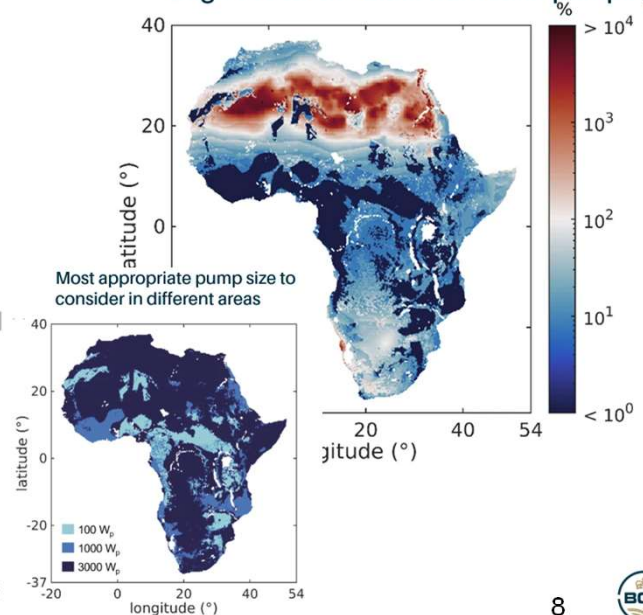 %
40
20
0
latitude (°)
> 10⁴
10³
10²
10¹
< 10⁰
20
40
54
gitude (°)
Most appropriate pump size to
consider in different areas
40
20
0
-20
-37
latitude (°)
100 Wₚ
1000 Wₚ
3000 Wₚ
-20
0
20
40
54
longitude (°)
8